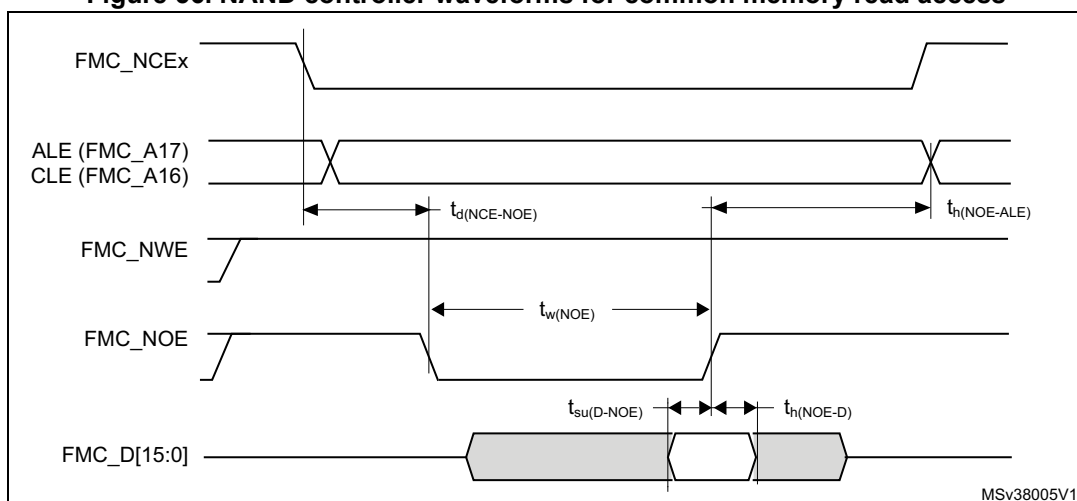 Figure 56. NAND controller waveforms for common memory read access
FMC_NCEx
ALE (FMC_A17)
CLE (FMC_A16)
td(NCE-NOE)
th(NOE-ALE)
FMC_NWE
tw(NOE)
FMC_NOE
tsu(D-NOE)
th(NOE-D)
FMC_D[15:0]
MSv38005V1